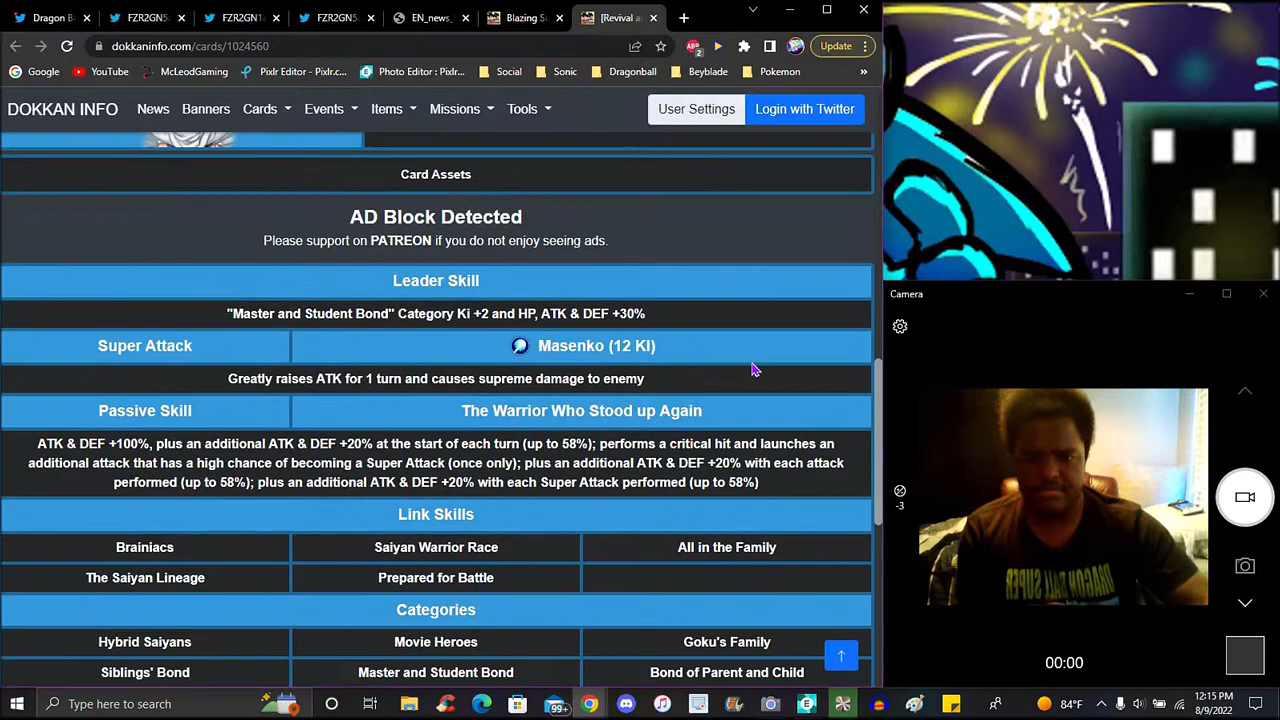 Dragon B
FZR2GN5
FZR2G1
FZR2GN5
EN_news_
Blazing Su
[Revival a
dokkaninfo.com/cards/1024560
2
Update
Google
YouTube
McLeodGaming
Pixlr Editor - Pixlr.c...
Photo Editor : Pixlr...
Social
Sonic
Dragonball
Beyblade
Pokemon
»
DOKKAN INFO
News
Banners
Cards
Events
Items
Missions
Tools
User Settings
Login with Twitter
Card Assets
AD Block Detected
Please support on PATREON if you do not enjoy seeing ads.
Leader Skill
"Master and Student Bond" Category Ki +2 and HP, ATK & DEF +30%
Super Attack
Masenko (12 KI)
Greatly raises ATK for 1 turn and causes supreme damage to enemy
Passive Skill
The Warrior Who Stood up Again
ATK & DEF +100%, plus an additional ATK & DEF +20% at the start of each turn (up to 58%); performs a critical hit and launches an
additional attack that has a high chance of becoming a Super Attack (once only); plus an additional ATK & DEF +20% with each attack
performed (up to 58%); plus an additional ATK & DEF +20% with each Super Attack performed (up to 58%)
Link Skills
Brainiacs
Saiyan Warrior Race
All in the Family
The Saiyan Lineage
Prepared for Battle
Categories
Hybrid Saiyans
Movie Heroes
Goku's Family
Siblings' Bond
Master and Student Bond
Bond of Parent and Child
Camera
-3
DRAGON BALL SUPER
00:00
Type here to search
99+
84°F
12:15 PM
8/9/2022